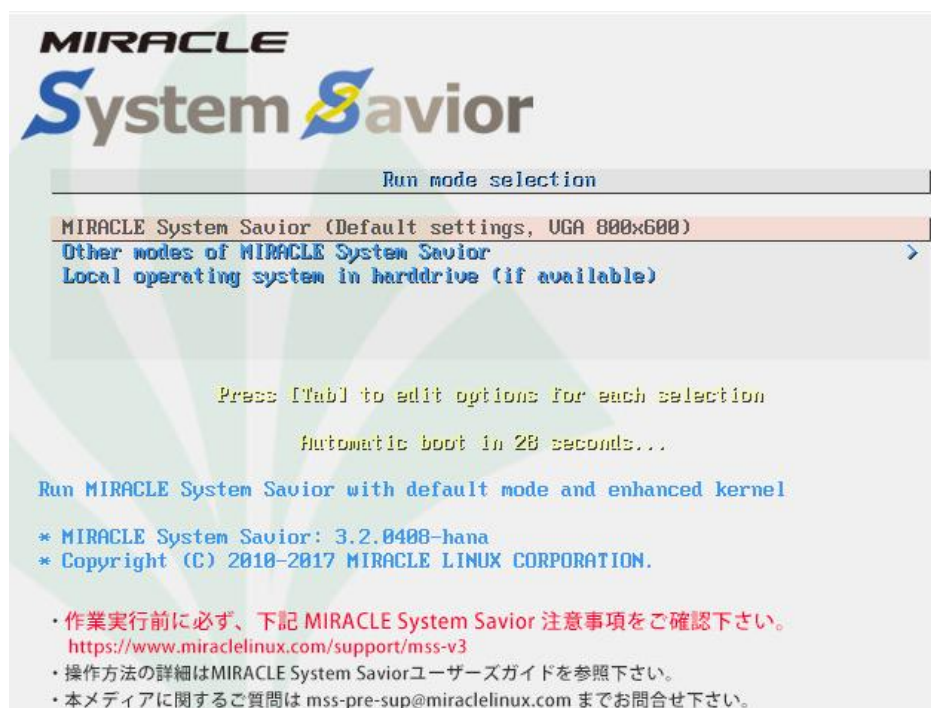 MIRACLE
System Savior
Run mode selection
MIRACLE System Savior (Default settings, VGA 800x600)
Other modes of MIRACLE System Savior >
Local operating system in harddrive (if available)
Press [Tab] to edit options for each selection
Automatic boot in 28 seconds...
Run MIRACLE System Savior with default mode and enhanced kernel
* MIRACLE System Savior: 3.2.0408-hana
* Copyright (C) 2010-2017 MIRACLE LINUX CORPORATION.
・作業実行前に必ず、下記 MIRACLE System Savior 注意事項をご確認下さい。
https://www.miraclelinux.com/support/mss-v3
・操作方法の詳細はMIRACLE System Saviorユーザーズガイドを参照下さい。
・本メディアに関するご質問は mss-pre-sup@miraclelinux.com までお問合せ下さい。